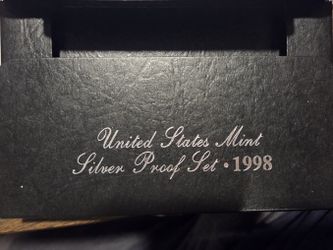 United States Mint
Silver Proof Set • 1998